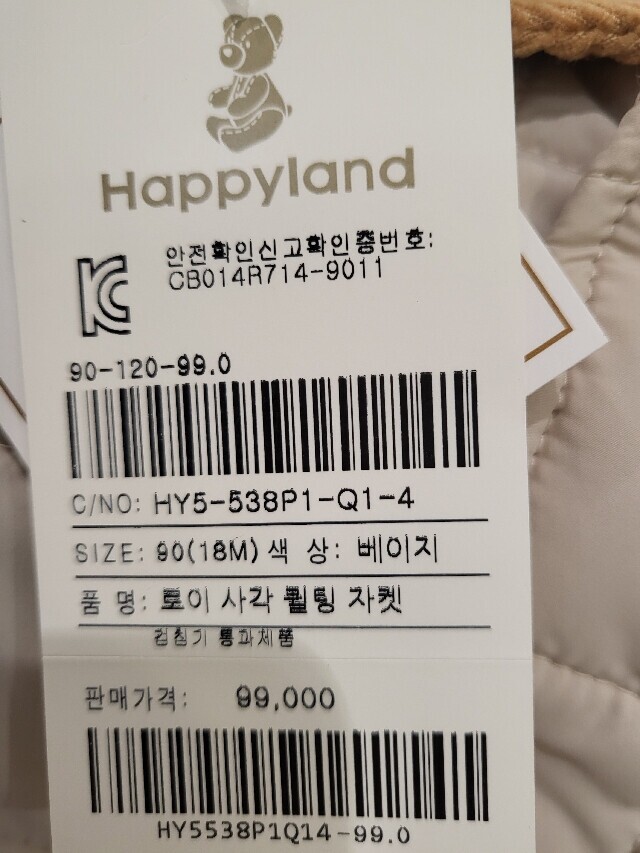 Happyland
안전확인신고확인증번호:
CB014R714-9011
90-120-99.0
C/NO: HY5-538P1-Q1-4
SIZE: 90(18M) 색 상: 베이지
품 명: 로이 사각 퀼팅 자켓
검침기 통과제품
판매가격: 99,000
HY5538P1Q14-99.0